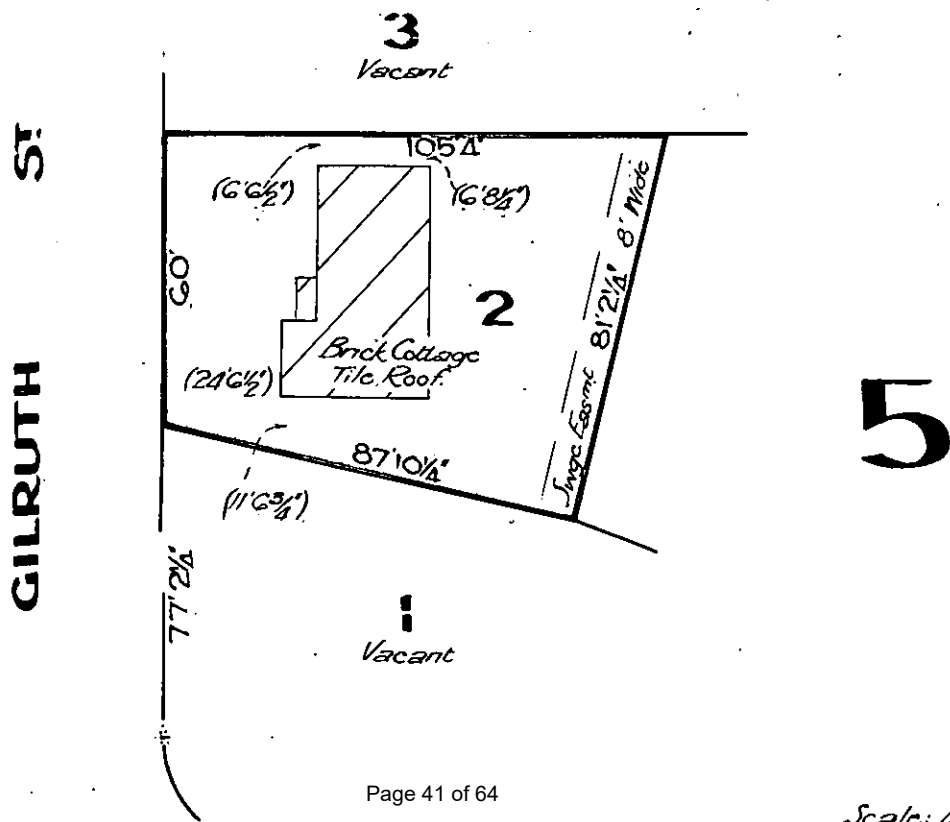 3
Vacant
GILRUTH ST.
105'4"
(6'6½")
(6'8¼")
60'
2
8' Wide
81'2¼"
Swge Easmt
Brick Cottage
Tile Roof.
(24'6½")
5
87'10¼"
(11'6¾")
77'2¼"
1
Vacant
Page 41 of 64